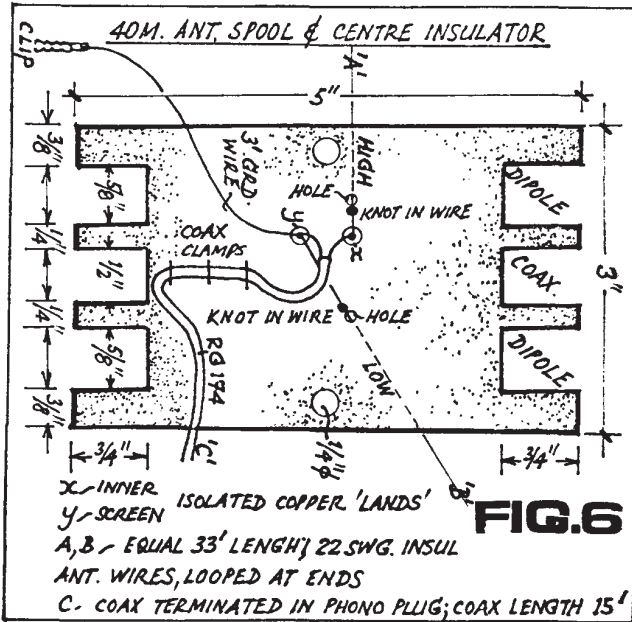 40M. ANT. SPOOL & CENTRE INSULATOR
CLIP
'A'
5"
3/8"
5/8"
1/4"
1/2"
1/4"
5/8"
3/8"
3' GRD
WIRE
HIGH
HOLE
KNOT IN WIRE
y
x
COAX
CLAMPS
KNOT IN WIRE
HOLE
RG174
LOW
DIPOLE
COAX
DIPOLE
3"
3/4"
'C'
1/4"φ
3/4"
'B'
x - INNER
y - SCREEN
ISOLATED COPPER 'LANDS'
FIG.6
A,B - EQUAL 33' LENGH; 22 SWG. INSUL
ANT. WIRES, LOOPED AT ENDS
C - COAX TERMINATED IN PHONO PLUG; COAX LENGTH 15'